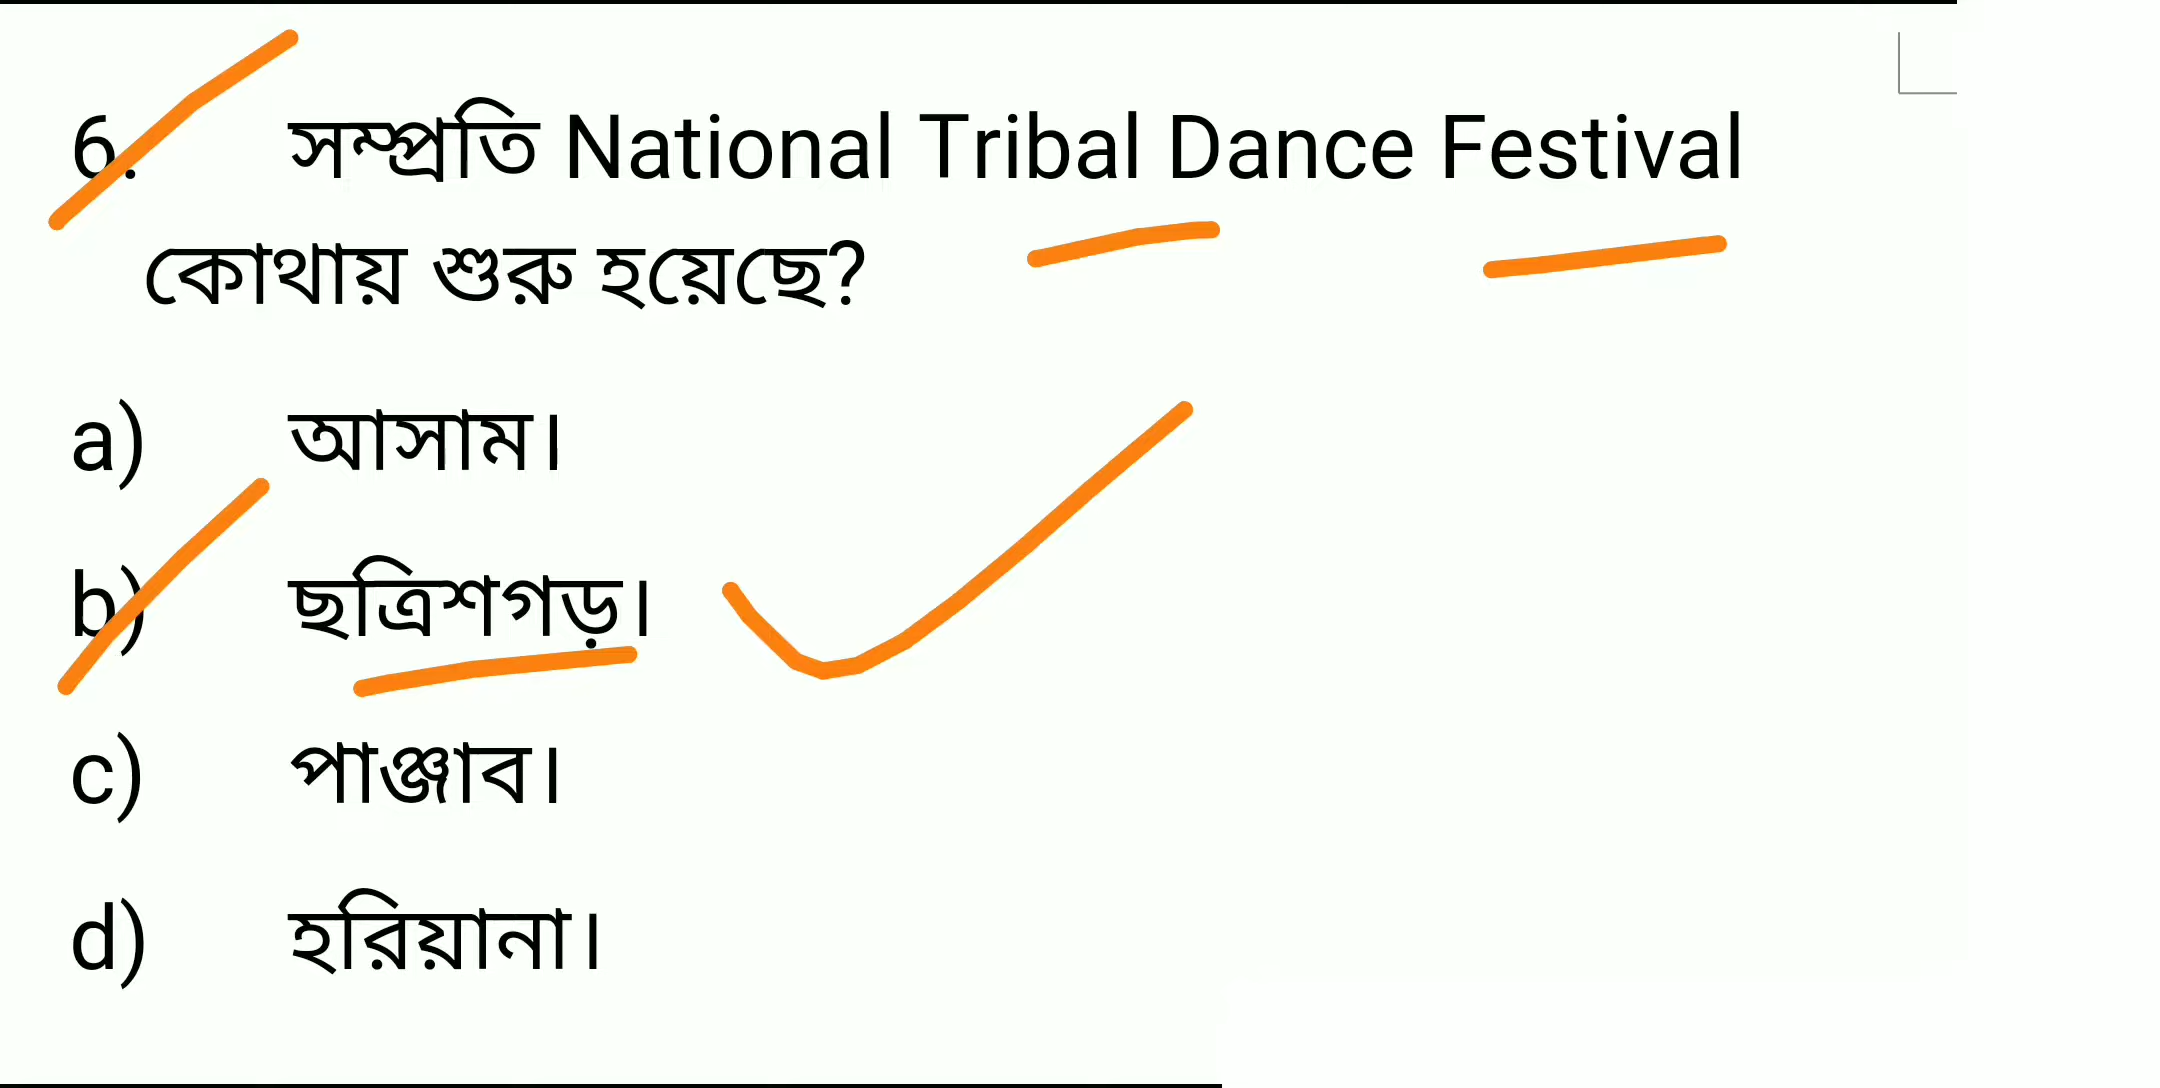 6. সম্প্রতি National Tribal Dance Festival
কোথায় শুরু হয়েছে?
a) আসাম।
b) ছত্রিশগড়।
c) পাঞ্জাব।
d) হরিয়ানা।